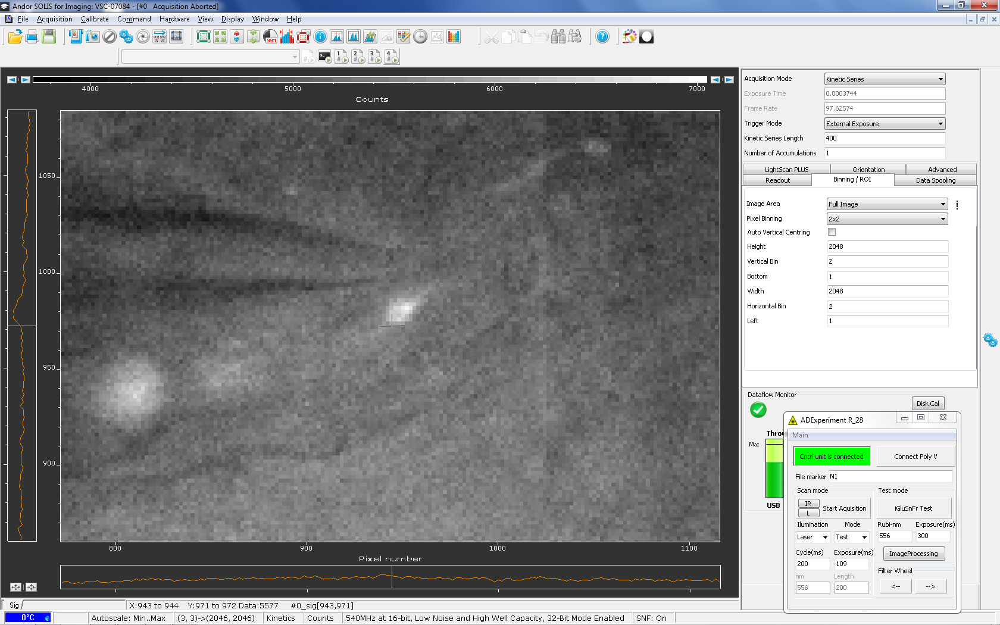 Andor SOLIS for Imaging: VSC-07084 - [#0   Acquisition Aborted]
File Acquisition Calibrate Command Hardware View Display Window Help
99:1
1 2 3 4
# # # # #
4000 5000 6000 7000
Counts
1050
1000
950
900
800 900 1000 1100
Pixel number
Acquisition Mode Kinetic Series
Exposure Time 0.0003744
Frame Rate 97.62574
Trigger Mode External Exposure
Kinetic Series Length 400
Number of Accumulations 1
LightScan PLUS Orientation Advanced
Readout Binning / ROI Data Spooling
Image Area Full Image
Pixel Binning 2x2
Auto Vertical Centring
Height 2048
Vertical Bin 2
Bottom 1
Width 2048
Horizontal Bin 2
Left 1
Dataflow Monitor
Disk Cal
Max
USB
ADExperiment R_28
Main
Cntrl unit is connected Connect Poly V
File marker N1
Scan mode Test mode
IR
L
Start Aquisition iGluSnFr Test
Ilumination Mode Rubi-nm Exposure(ms)
Laser Test 556 300
Cycle(ms) Exposure(ms) ImageProcessing
200 109
nm Length Filter Wheel
556 200 <-- -->
Sig X:943 to 944 Y:971 to 972 Data:5577 #0_sig[943,971]
0°C Autoscale: Min..Max (3, 3)->(2046, 2046) Kinetics Counts 540MHz at 16-bit, Low Noise and High Well Capacity, 32-Bit Mode Enabled SNF: On